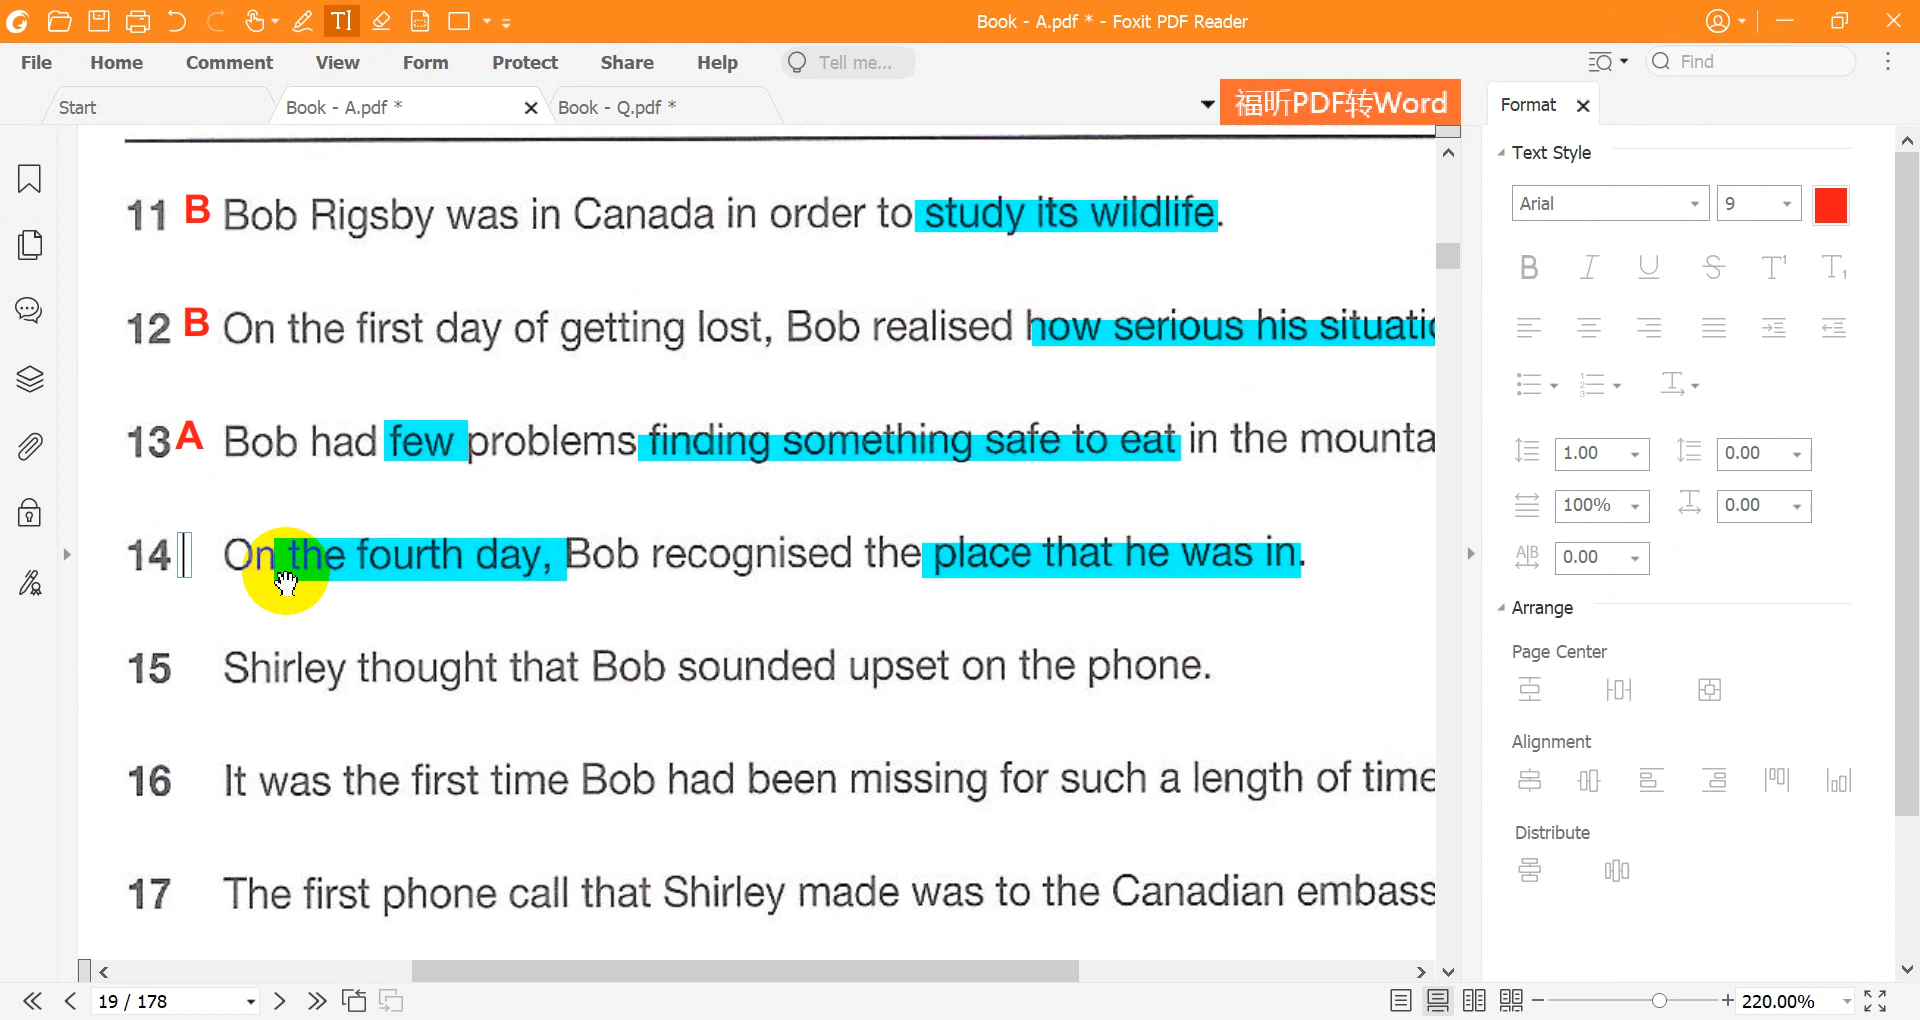 Book - A.pdf * - Foxit PDF Reader
File Home Comment View Form Protect Share Help Tell me... Find
Start Book - A.pdf * Book - Q.pdf * 福昕PDF转Word Format
Text Style
Arial 9
11 B Bob Rigsby was in Canada in order to study its wildlife.
12 B On the first day of getting lost, Bob realised how serious his situatio
13 A Bob had few problems finding something safe to eat in the mounta
1.00 0.00
14 On the fourth day, Bob recognised the place that he was in.
100% 0.00
0.00
Arrange
15 Shirley thought that Bob sounded upset on the phone.
Page Center
16 It was the first time Bob had been missing for such a length of time
Alignment
17 The first phone call that Shirley made was to the Canadian embass
Distribute
19 / 178 220.00%